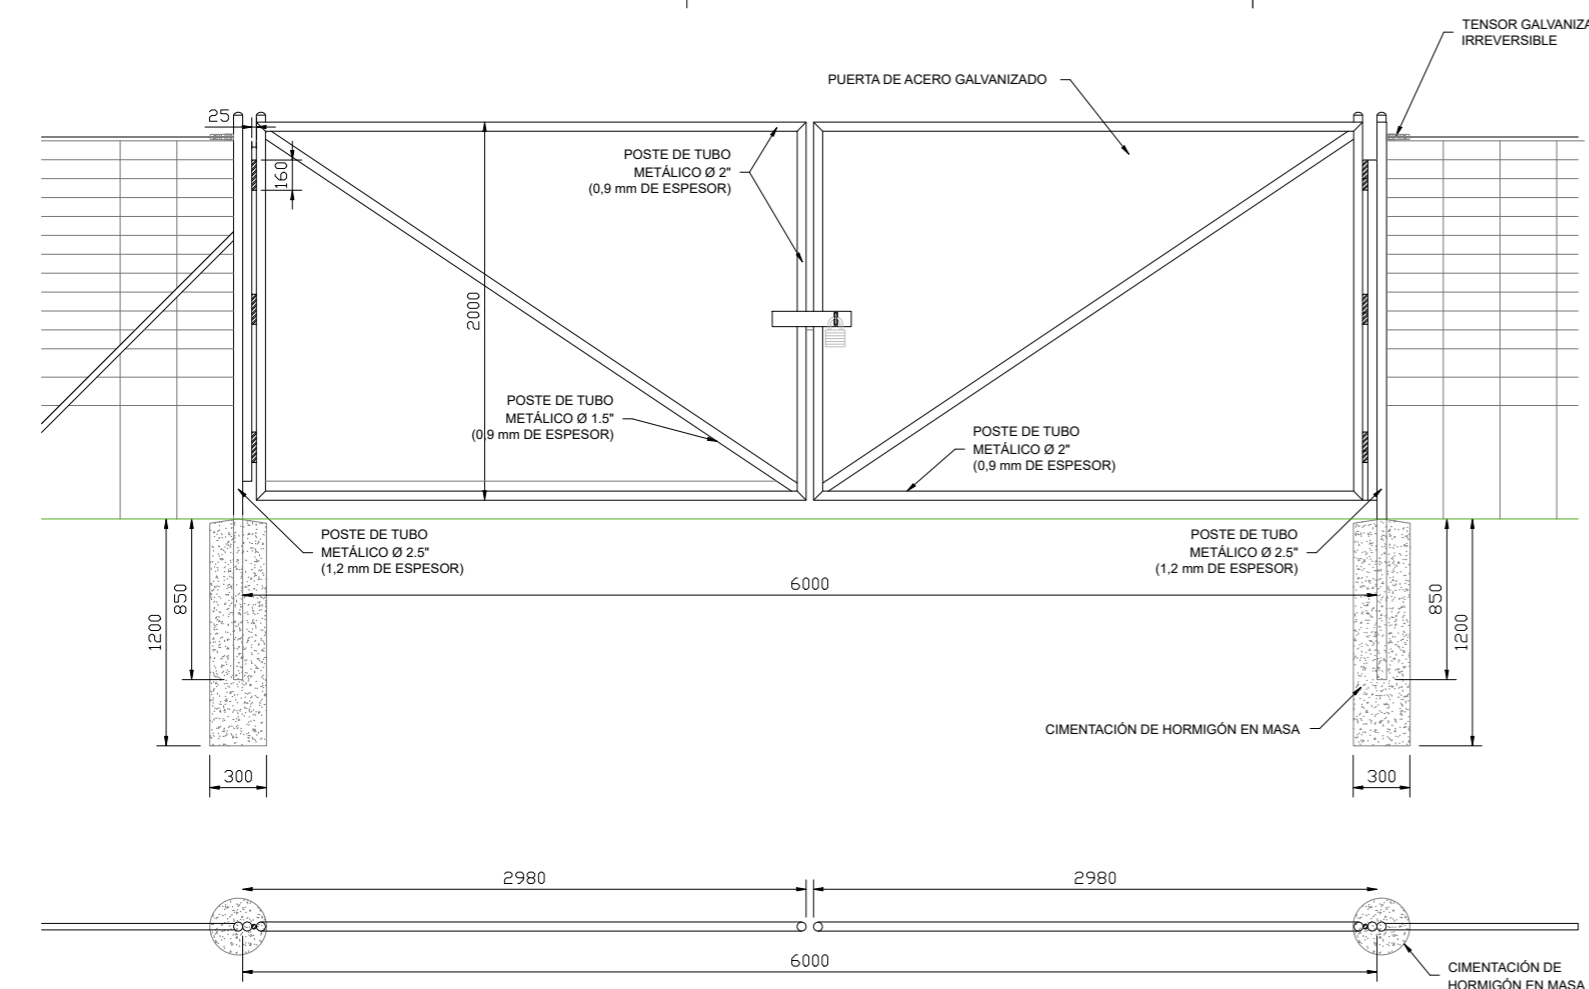 TENSOR GALVANIZA
IRREVERSIBLE
PUERTA DE ACERO GALVANIZADO
25
160
POSTE DE TUBO
METÁLICO Ø 2"
(0,9 mm DE ESPESOR)
2000
POSTE DE TUBO
METÁLICO Ø 1.5"
(0,9 mm DE ESPESOR)
POSTE DE TUBO
METÁLICO Ø 2"
(0,9 mm DE ESPESOR)
POSTE DE TUBO
METÁLICO Ø 2.5"
(1,2 mm DE ESPESOR)
POSTE DE TUBO
METÁLICO Ø 2.5"
(1,2 mm DE ESPESOR)
6000
850
1200
850
1200
CIMENTACIÓN DE HORMIGÓN EN MASA
300
300
2980
2980
6000
CIMENTACIÓN DE
HORMIGÓN EN MASA